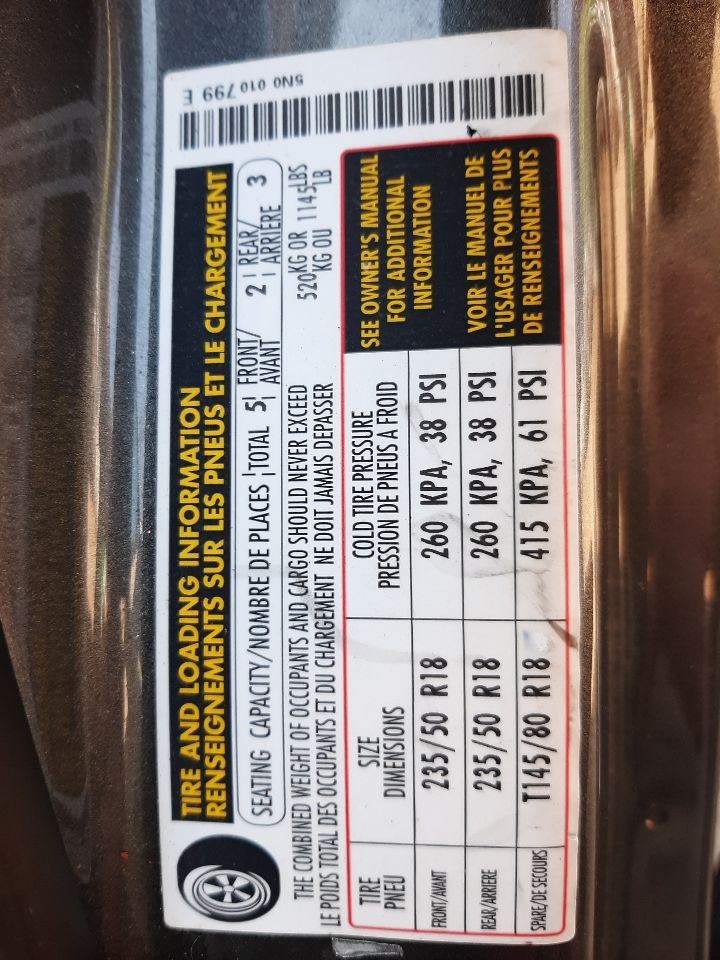 5N0 010 799 E
TIRE AND LOADING INFORMATION
RENSEIGNEMENTS SUR LES PNEUS ET LE CHARGEMENT
SEATING CAPACITY/NOMBRE DE PLACES TOTAL 5 FRONT/AVANT 2 REAR/ARRIÈRE 3
THE COMBINED WEIGHT OF OCCUPANTS AND CARGO SHOULD NEVER EXCEED 520 KG OR 1145 LBS
LE POIDS TOTAL DES OCCUPANTS ET DU CHARGEMENT NE DOIT JAMAIS DEPASSER KG OU LB
TIRE SIZE COLD TIRE PRESSURE
PNEU DIMENSIONS PRESSION DE PNEUS A FROID
FRONT/AVANT 235/50 R18 260 KPA, 38 PSI
REAR/ARRIERE 235/50 R18 260 KPA, 38 PSI
SPARE/DE SECOURS T145/80 R18 415 KPA, 61 PSI
SEE OWNER'S MANUAL
FOR ADDITIONAL
INFORMATION
VOIR LE MANUEL DE
L'USAGER POUR PLUS
DE RENSEIGNEMENTS